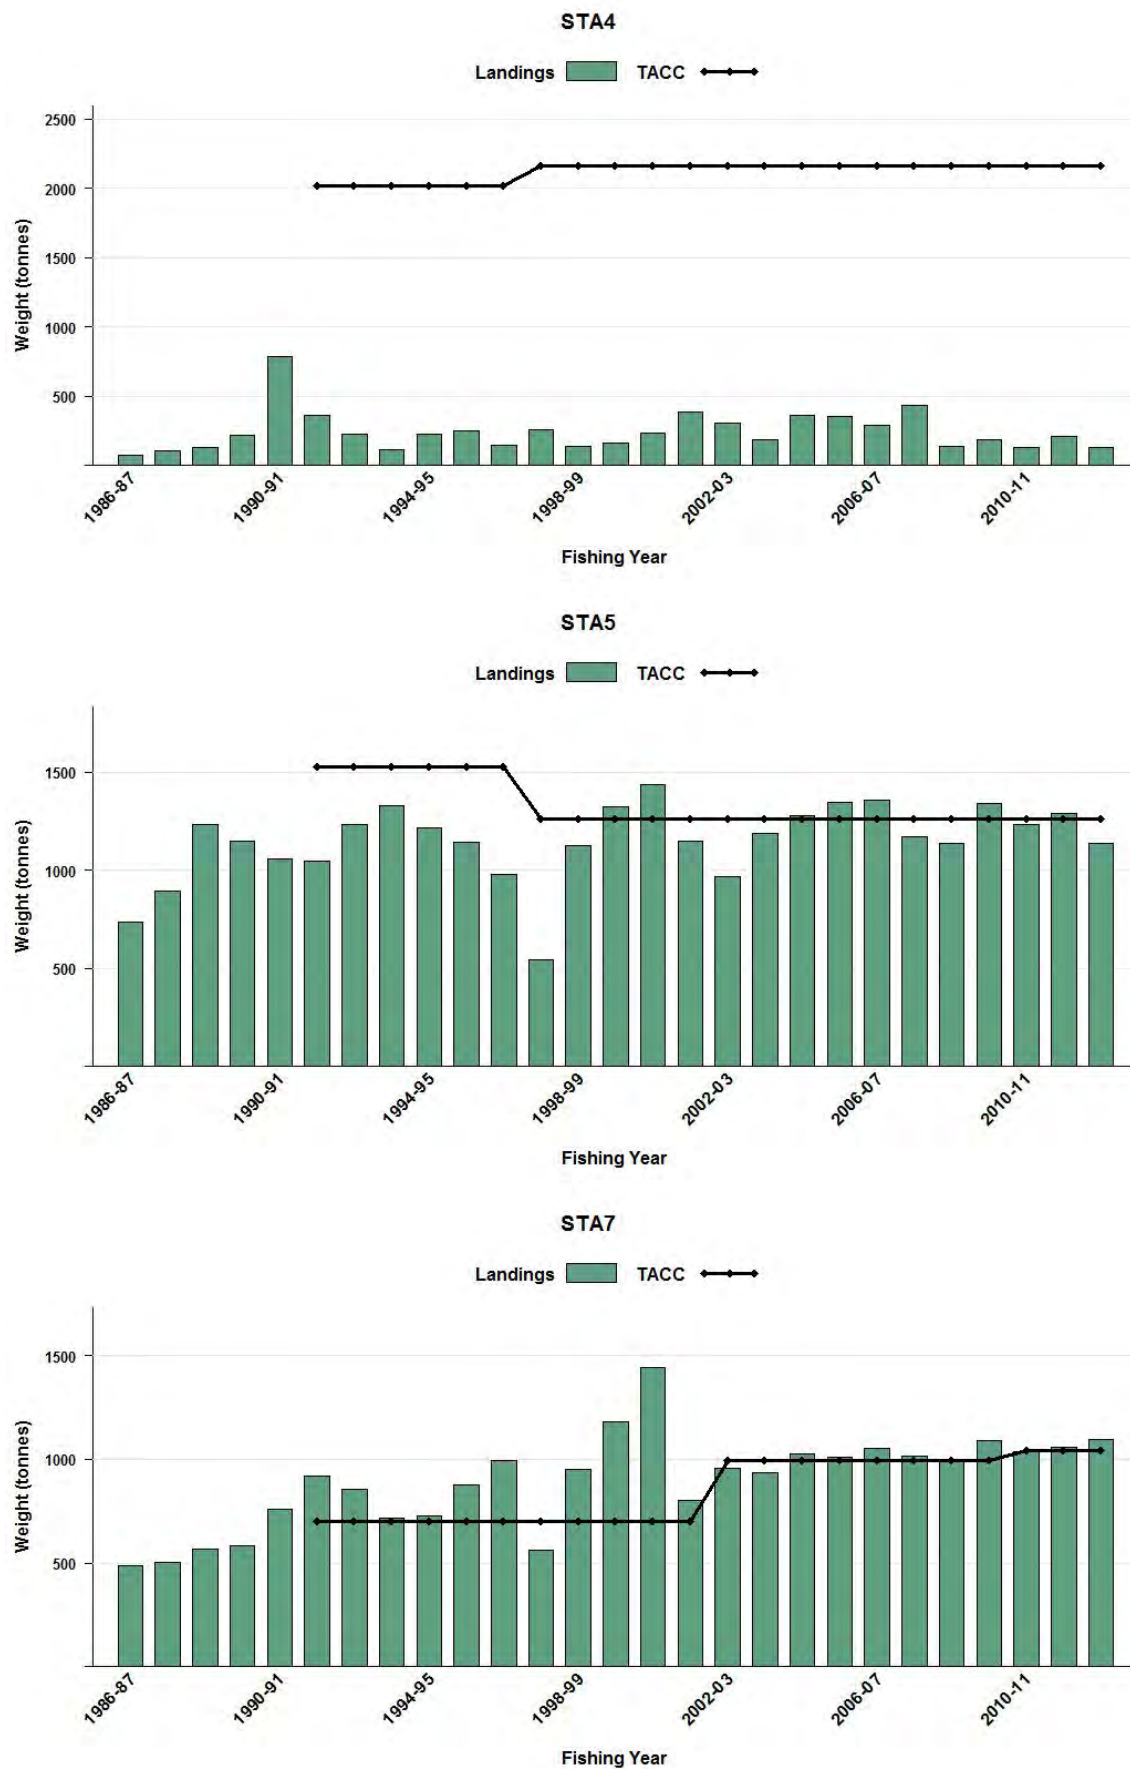 STA4
Landings TACC
2500
2000
1500
1000
500
Weight (tonnes)
1986-87 1990-91 1994-95 1998-99 2002-03 2006-07 2010-11
Fishing Year
STA5
Landings TACC
1500
1000
500
Weight (tonnes)
1986-87 1990-91 1994-95 1998-99 2002-03 2006-07 2010-11
Fishing Year
STA7
Landings TACC
1500
1000
500
Weight (tonnes)
1986-87 1990-91 1994-95 1998-99 2002-03 2006-07 2010-11
Fishing Year